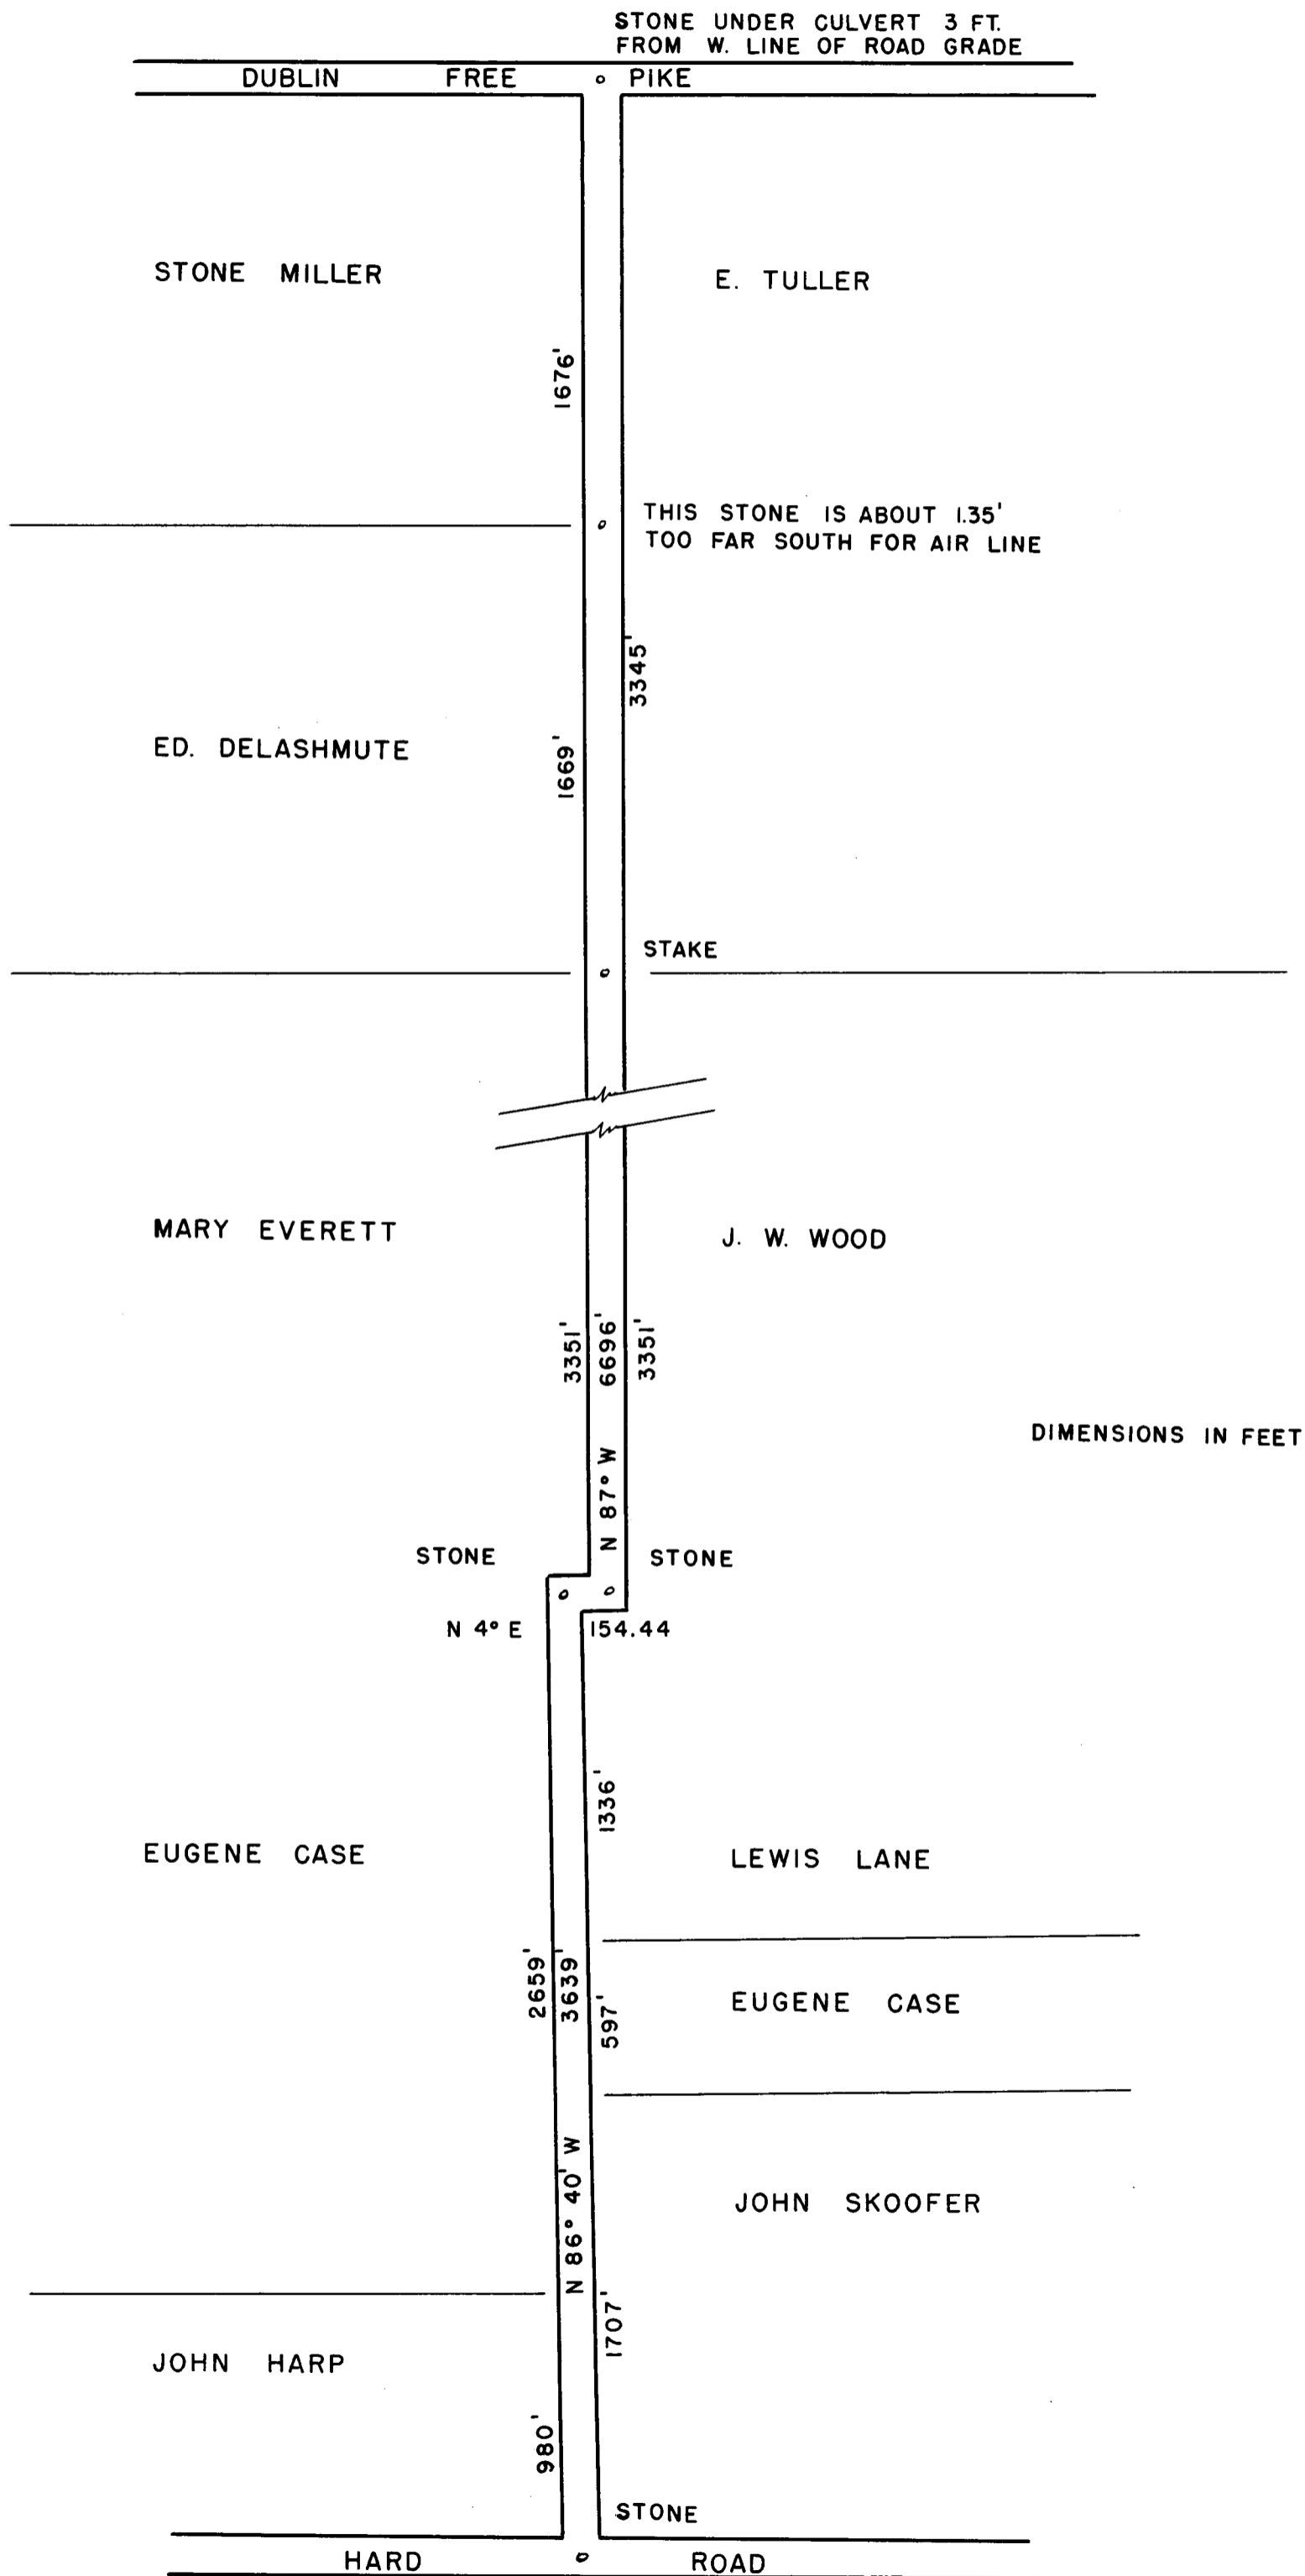 STONE UNDER CULVERT 3 FT.
FROM W. LINE OF ROAD GRADE
DUBLIN FREE PIKE
STONE MILLER
E. TULLER
1676'
THIS STONE IS ABOUT 1.35'
TOO FAR SOUTH FOR AIR LINE
3345'
ED. DELASHMUTE
1669'
STAKE
MARY EVERETT
J. W. WOOD
3351'
N 87° W 6696'
3351'
DIMENSIONS IN FEET
STONE
STONE
N 4° E 154.44
1336'
EUGENE CASE
LEWIS LANE
2659'
N 86° 40' W 3639'
597'
EUGENE CASE
JOHN SKOOFER
1707'
JOHN HARP
980'
STONE
HARD ROAD